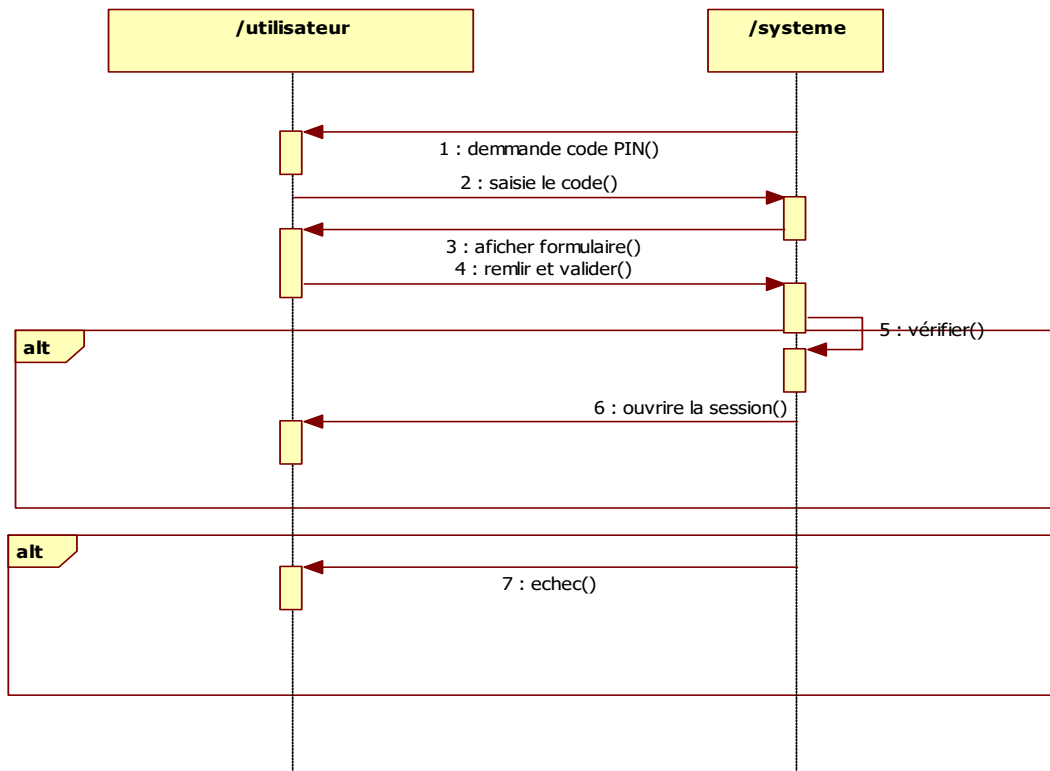 /utilisateur
/systeme
1 : demmande code PIN()
2 : saisie le code()
3 : aficher formulaire()
4 : remlir et valider()
5 : vérifier()
alt
6 : ouvrire la session()
alt
7 : echec()